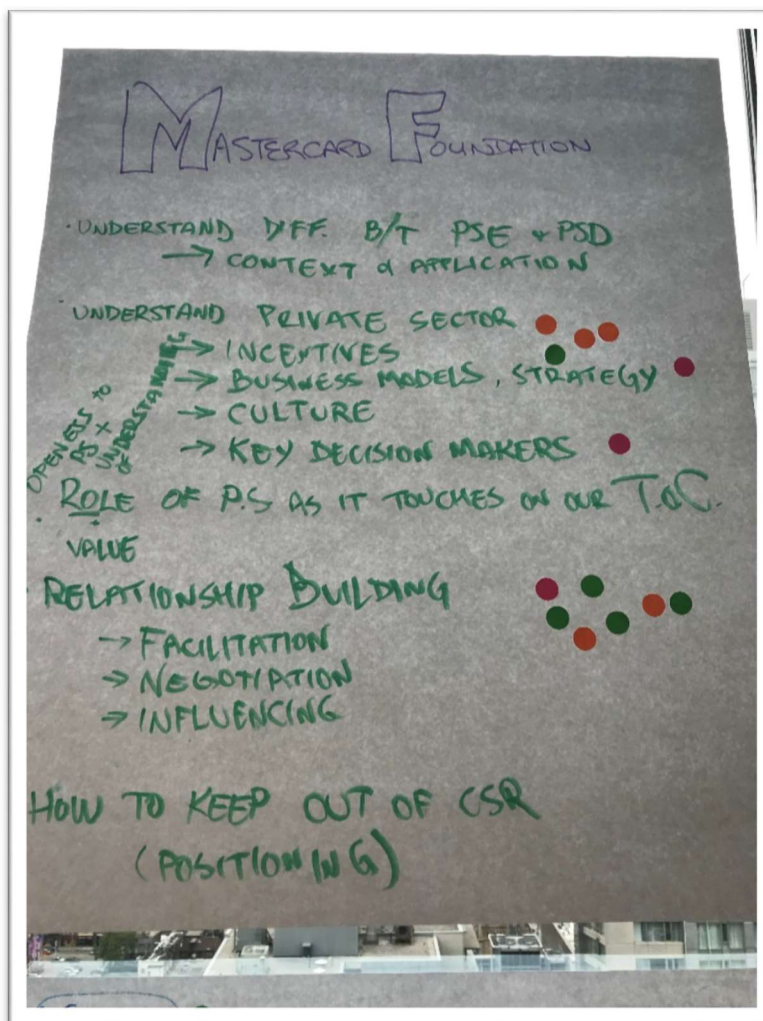 MASTERCARD FOUNDATION
· UNDERSTAND DIFF. B/T PSE + PSD
→ CONTEXT & APPLICATION
· UNDERSTAND PRIVATE SECTOR
→ INCENTIVES
→ BUSINESS MODELS, STRATEGY
→ CULTURE
→ KEY DECISION MAKERS
OPENESS to
PS +
UNDERSTANDING
OF
· ROLE OF P.S AS IT TOUCHES ON OUR T.o.C.
+
VALUE
· RELATIONSHIP BUILDING
→ FACILITATION
→ NEGOTIATION
→ INFLUENCING
HOW TO KEEP OUT OF CSR
(POSITIONING)